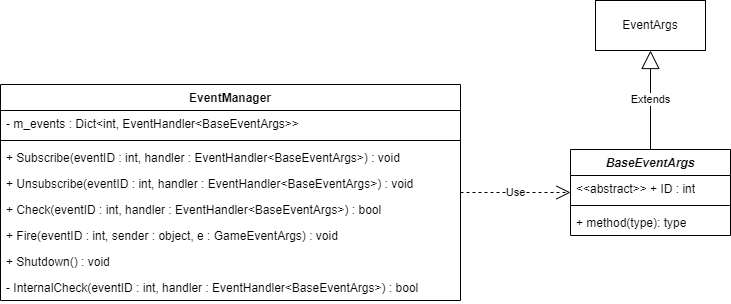 EventArgs
Extends
EventManager
- m_events : Dict<int, EventHandler<BaseEventArgs>>
+ Subscribe(eventID : int, handler : EventHandler<BaseEventArgs>) : void
+ Unsubscribe(eventID : int, handler : EventHandler<BaseEventArgs>) : void
+ Check(eventID : int, handler : EventHandler<BaseEventArgs>) : bool
+ Fire(eventID : int, sender : object, e : GameEventArgs) : void
+ Shutdown() : void
- InternalCheck(eventID : int, handler : EventHandler<BaseEventArgs>) : bool
Use
BaseEventArgs
<<abstract>> + ID : int
+ method(type): type